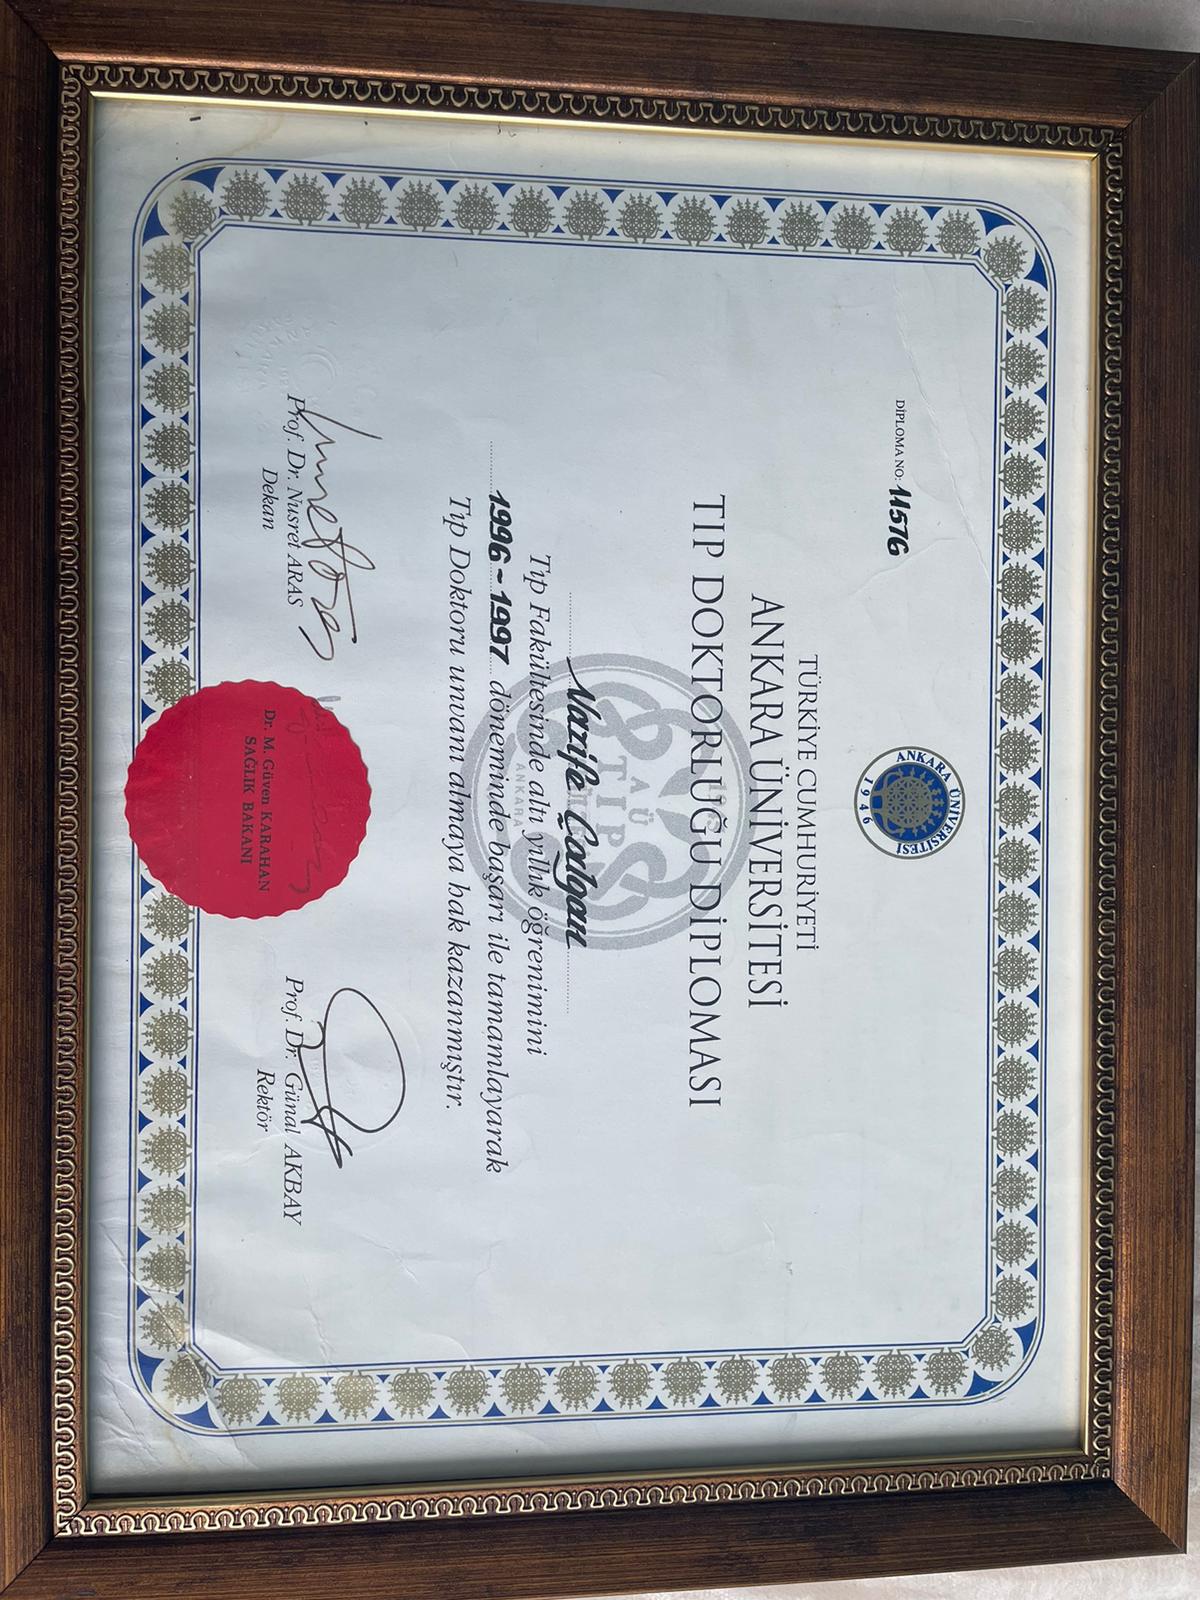 DİPLOMA NO: 11576
ANKARA ÜNİVERSİTESİ
1946
TÜRKİYE CUMHURİYETİ
ANKARA ÜNİVERSİTESİ
TIP DOKTORLUĞU DİPLOMASI
Nazife Çalgan
Tıp Fakültesinde altı yıllık öğrenimini
1996-1997 döneminde başarı ile tamamlayarak
Tıp Doktoru unvanı almaya hak kazanmıştır.
AÜ
TIP
ANKARA
Prof. Dr. Nusret ARAS
Dekan
Dr. M. Güven KARAHAN
SAĞLIK BAKANI
Prof. Dr. Günal AKBAY
Rektör